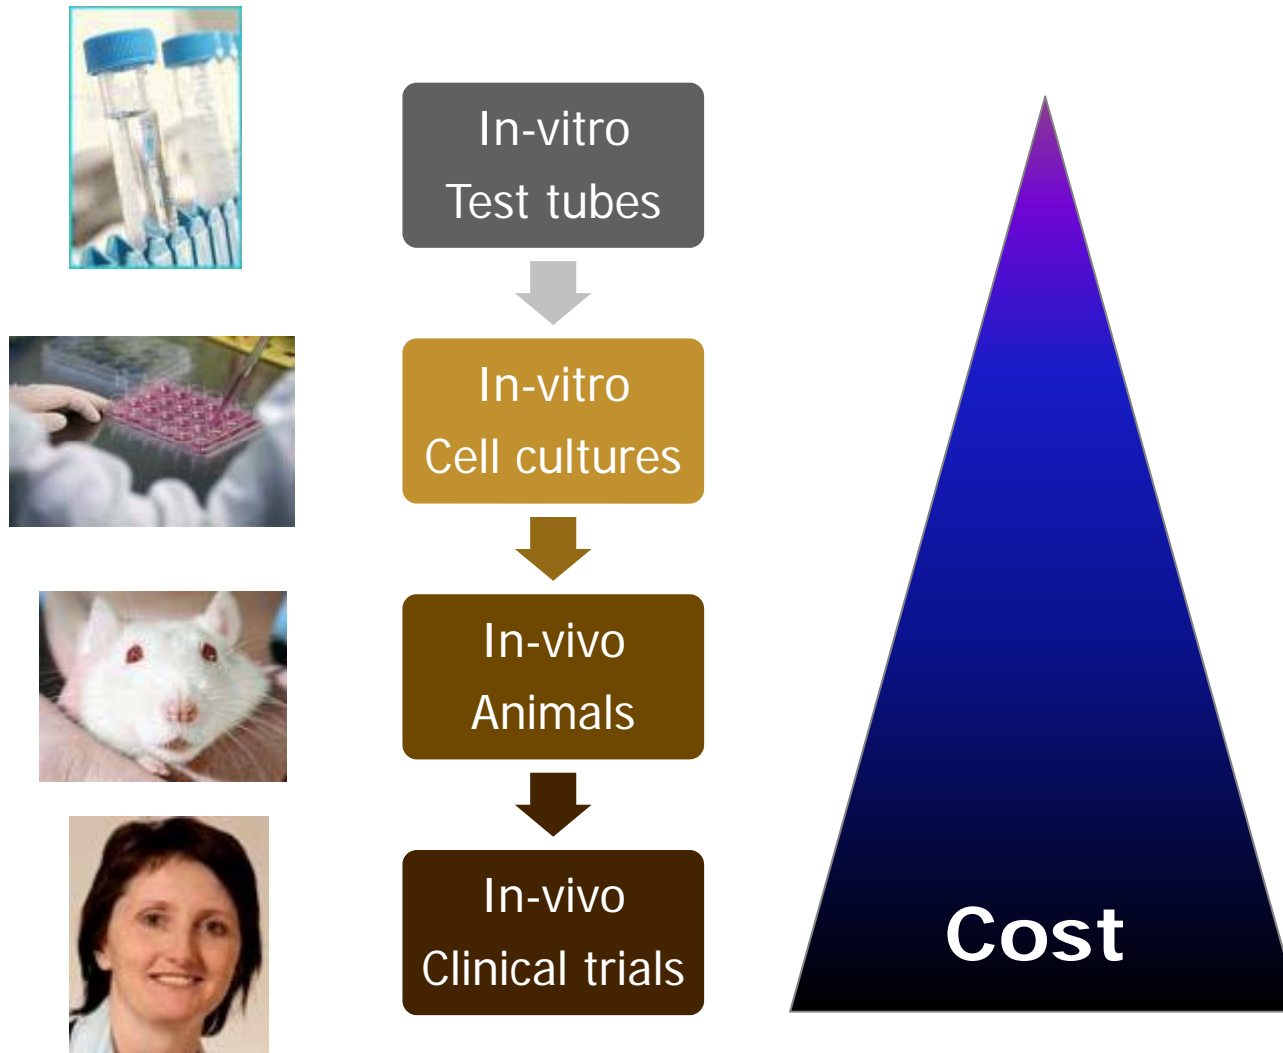 In-vitro
Test tubes
In-vitro
Cell cultures
In-vivo
Animals
In-vivo
Clinical trials
Cost